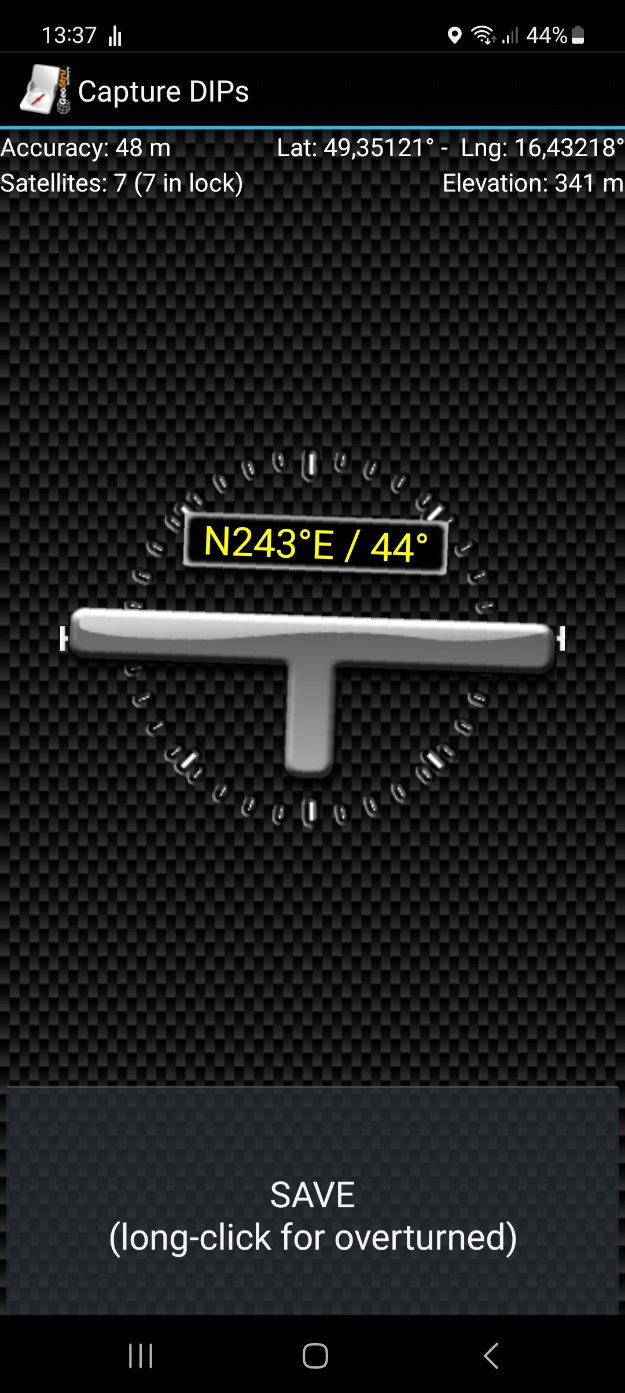 13:37
44%
GeoStru
Capture DIPs
Accuracy: 48 m
Lat: 49,35121° - Lng: 16,43218°
Satellites: 7 (7 in lock)
Elevation: 341 m
N243°E / 44°
SAVE
(long-click for overturned)